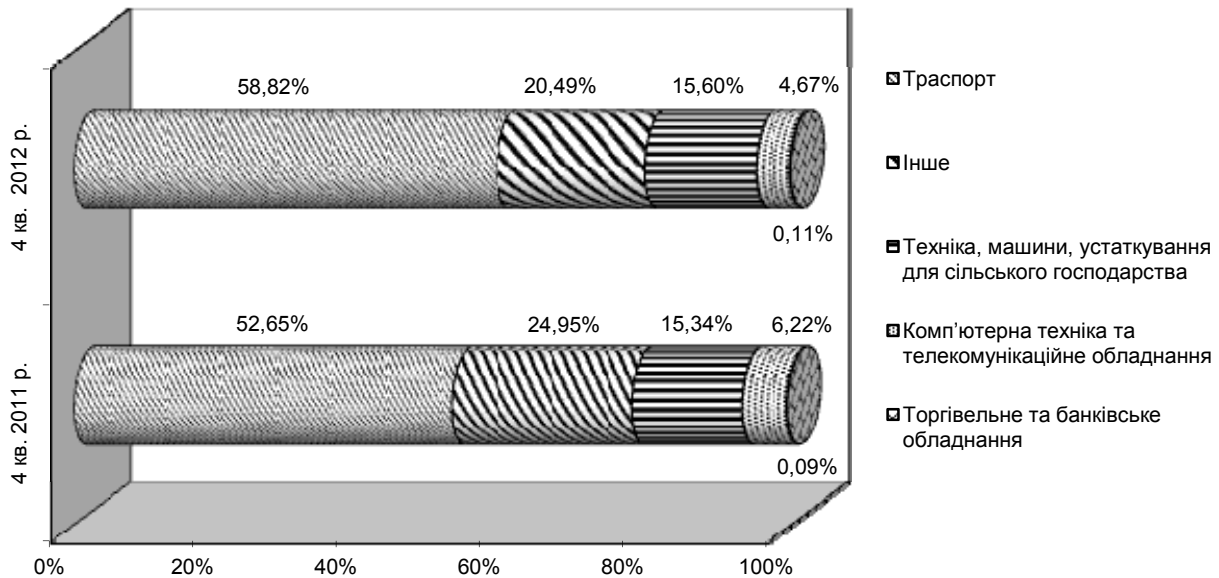 58,82%
20,49%
15,60%
4,67%
4 кв. 2012 р.
0,11%
52,65%
24,95%
15,34%
6,22%
4 кв. 2011 р.
0,09%
0%
20%
40%
60%
80%
100%
Траспорт
Інше
Техніка, машини, устаткування
для сільського господарства
Комп’ютерна техніка та
телекомунікаційне обладнання
Торгівельне та банківське
обладнання